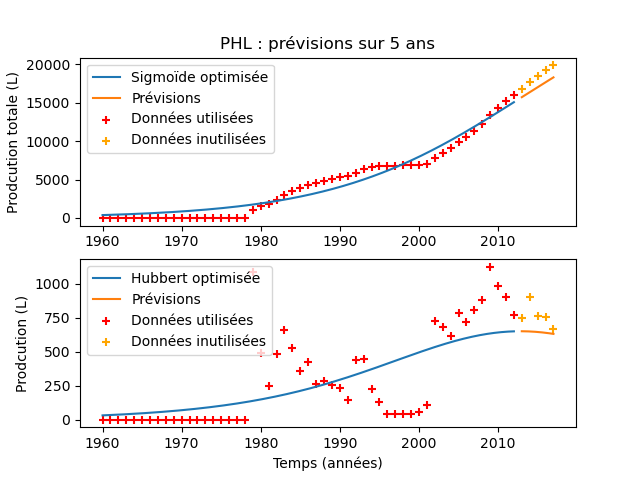 PHL : prévisions sur 5 ans
Prodcution totale (L)
20000
15000
10000
5000
0
Sigmoïde optimisée
Prévisions
Données utilisées
Données inutilisées
1960 1970 1980 1990 2000 2010
Prodcution (L)
1000
750
500
250
0
Hubbert optimisée
Prévisions
Données utilisées
Données inutilisées
1960 1970 1980 1990 2000 2010
Temps (années)